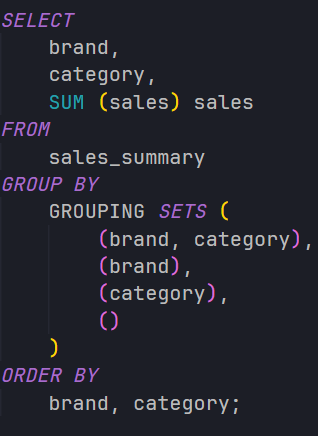 SELECT
brand,
category,
SUM (sales) sales
FROM
sales_summary
GROUP BY
GROUPING SETS (
(brand, category),
(brand),
(category),
()
)
ORDER BY
brand, category;